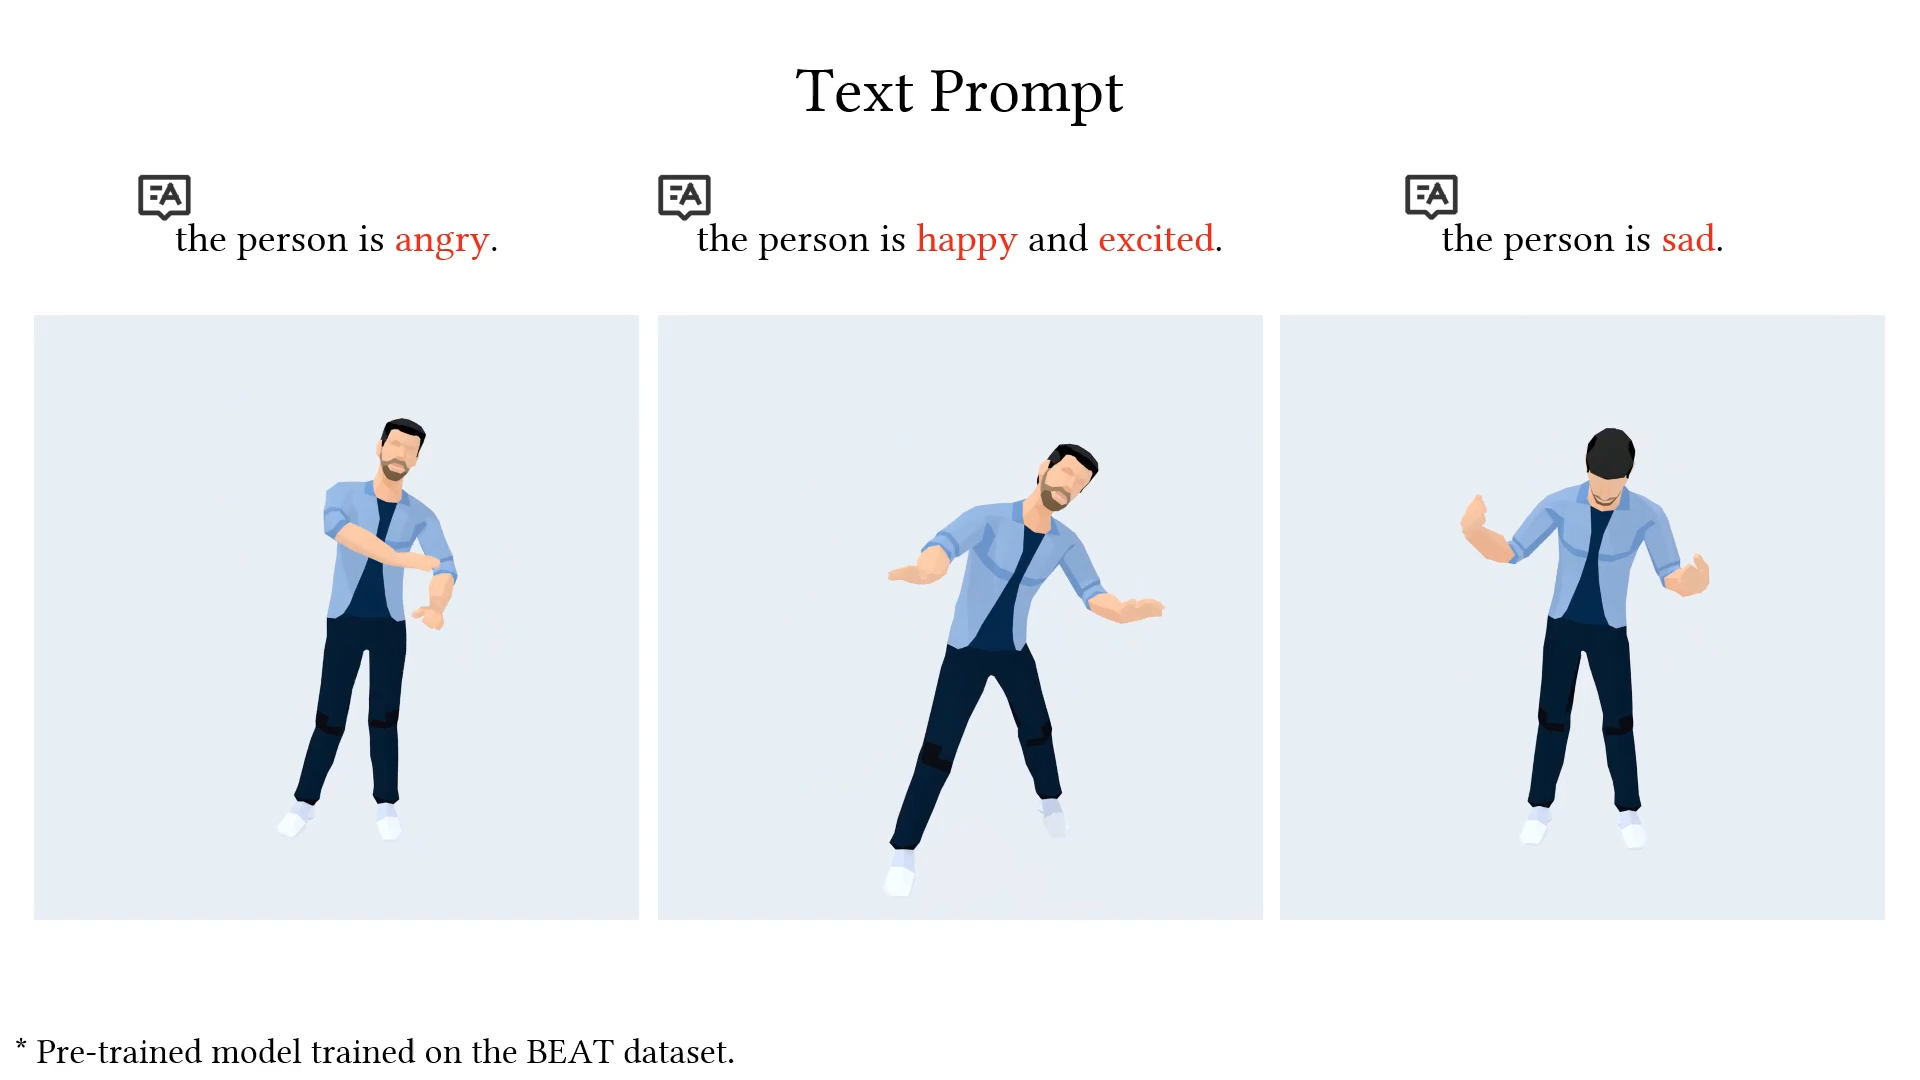 Text Prompt
the person is angry.
the person is happy and excited.
the person is sad.
* Pre-trained model trained on the BEAT dataset.